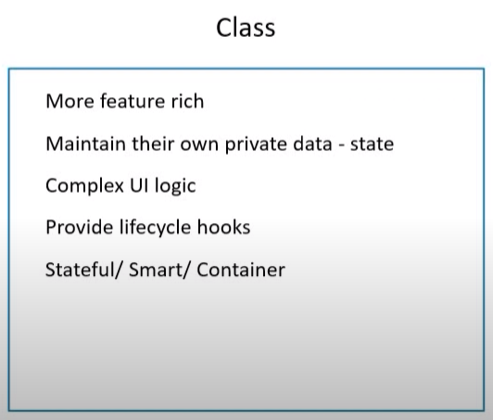 Class
More feature rich
Maintain their own private data - state
Complex UI logic
Provide lifecycle hooks
Stateful/ Smart/ Container